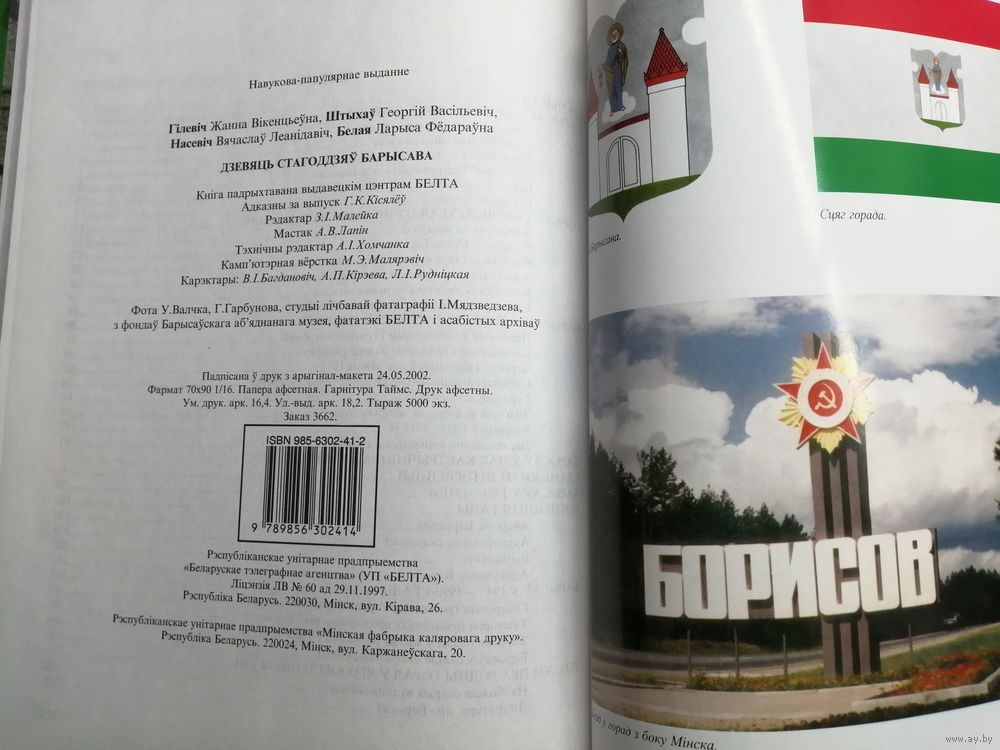 Навукова-папулярнае выданне
Гілевіч Жанна Вікенцьеўна, Штыхаў Георгій Васільевіч,
Насевіч Вячаслаў Леанідавіч, Белая Ларыса Фёдараўна
ДЗЕВЯЦЬ СТАГОДДЗЯЎ БАРЫСАВА
Кніга падрыхтавана выдавецкім цэнтрам БЕЛТА
Адказны за выпуск Г.К.Кісялёў
Рэдактар З.І.Малейка
Мастак А.В.Лапін
Тэхнічны рэдактар А.І.Хомчанка
Камп'ютэрная вёрстка М.Э.Малярэвіч
Карэктары: В.І.Багдановіч, А.П.Кірэева, Л.І.Рудніцкая
Фота У.Валчка, Г.Гарбунова, студыі лічбавай фатаграфіі І.Мядзведзева,
з фондаў Барысаўскага аб'яднанага музея, фататэкі БЕЛТА і асабістых архіваў
Падпісана ў друк з арыгінал-макета 24.05.2002.
Фармат 70х90 1/16. Папера афсетная. Гарнітура Таймс. Друк афсетны.
Ум. друк. арк. 16,4. Ул.-выд. арк. 18,2. Тыраж 5000 экз.
Заказ 3662.
ISBN 985-6302-41-2
9 789856 302414
Рэспубліканскае унітарнае прадпрыемства
«Беларускае тэлеграфнае агенцтва» (УП «БЕЛТА»).
Ліцэнзія ЛВ № 60 ад 29.11.1997.
Рэспубліка Беларусь. 220030, Мінск, вул. Кірава, 26.
Рэспубліканскае унітарнае прадпрыемства «Мінская фабрыка каляровага друку».
Рэспубліка Беларусь. 220024, Мінск, вул. Каржанеўскага, 20.
Барысава.
Сцяг горада.
БОРИСОВ
у горад з боку Мінска.
www.ay.by